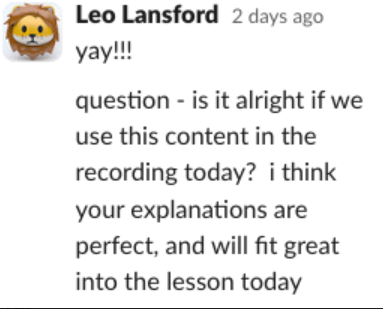 Leo Lansford 2 days ago
yay!!!
question - is it alright if we
use this content in the
recording today?  i think
your explanations are
perfect, and will fit great
into the lesson today